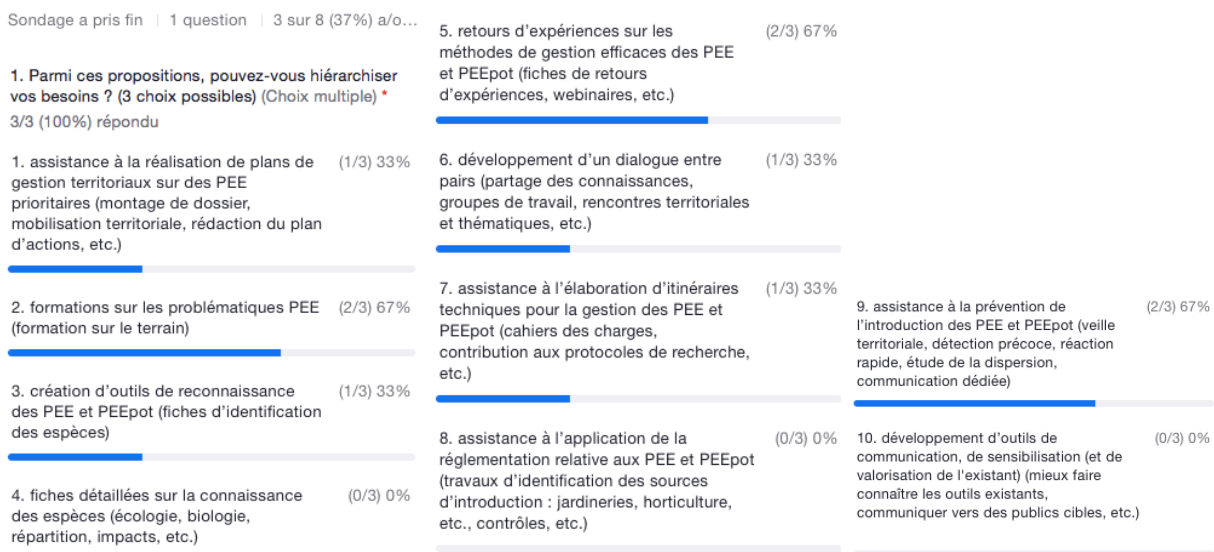 Sondage a pris fin | 1 question | 3 sur 8 (37%) a/o…
1. Parmi ces propositions, pouvez-vous hiérarchiser
vos besoins ? (3 choix possibles) (Choix multiple) *
3/3 (100%) répondu
1. assistance à la réalisation de plans de (1/3) 33%
gestion territoriaux sur des PEE
prioritaires (montage de dossier,
mobilisation territoriale, rédaction du plan
d'actions, etc.)
2. formations sur les problématiques PEE (2/3) 67%
(formation sur le terrain)
3. création d'outils de reconnaissance (1/3) 33%
des PEE et PEEpot (fiches d'identification
des espèces)
4. fiches détaillées sur la connaissance (0/3) 0%
des espèces (écologie, biologie,
répartition, impacts, etc.)
5. retours d'expériences sur les (2/3) 67%
méthodes de gestion efficaces des PEE
et PEEpot (fiches de retours
d'expériences, webinaires, etc.)
6. développement d'un dialogue entre (1/3) 33%
pairs (partage des connaissances,
groupes de travail, rencontres territoriales
et thématiques, etc.)
7. assistance à l'élaboration d'itinéraires (1/3) 33%
techniques pour la gestion des PEE et
PEEpot (cahiers des charges,
contribution aux protocoles de recherche,
etc.)
8. assistance à l'application de la (0/3) 0%
réglementation relative aux PEE et PEEpot
(travaux d'identification des sources
d'introduction : jardineries, horticulture,
etc., contrôles, etc.)
9. assistance à la prévention de (2/3) 67%
l'introduction des PEE et PEEpot (veille
territoriale, détection précoce, réaction
rapide, étude de la dispersion,
communication dédiée)
10. développement d'outils de (0/3) 0%
communication, de sensibilisation (et de
valorisation de l'existant) (mieux faire
connaître les outils existants,
communiquer vers des publics cibles, etc.)